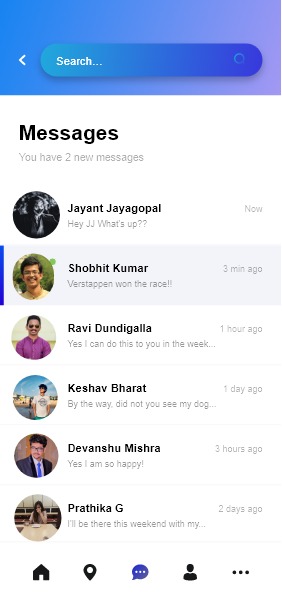 Search...
Messages
You have 2 new messages
Jayant Jayagopal
Now
Hey JJ What's up??
Shobhit Kumar
3 min ago
Verstappen won the race!!
Ravi Dundigalla
1 hour ago
Yes I can do this to you in the week...
Keshav Bharat
1 day ago
By the way, did not you see my dog...
Devanshu Mishra
3 hours ago
Yes I am so happy!
Prathika G
2 days ago
I'll be there this weekend with my...